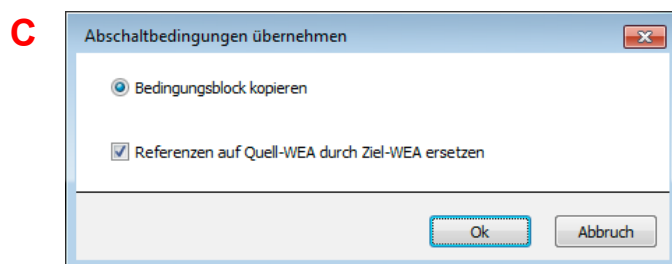 C
Abschaltbedingungen übernehmen
Bedingungsblock kopieren
Referenzen auf Quell-WEA durch Ziel-WEA ersetzen
Ok Abbruch